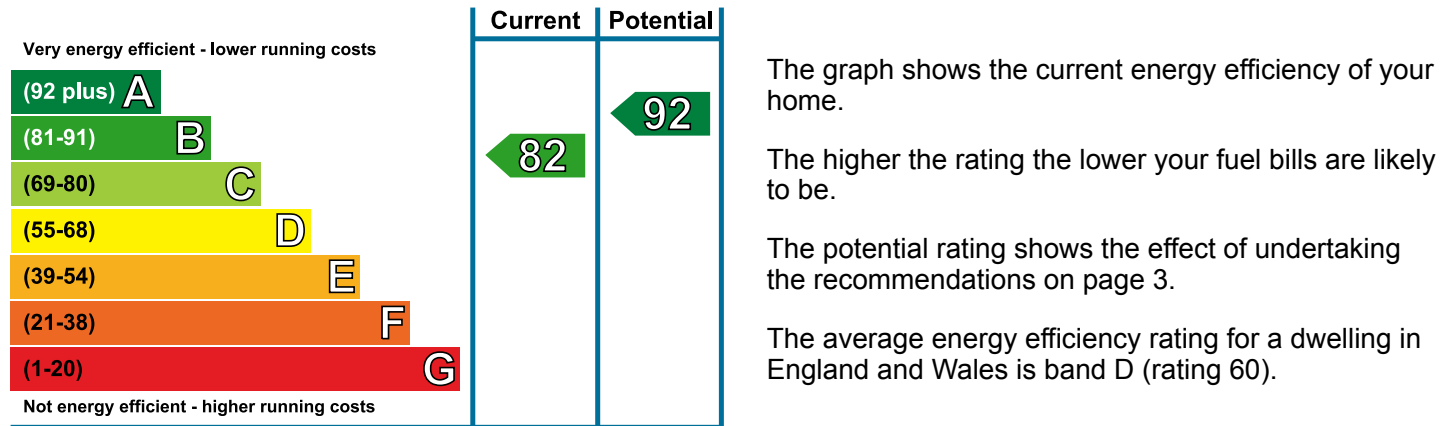 Current Potential
Very energy efficient - lower running costs
(92 plus) A
(81-91) B
(69-80) C
(55-68) D
(39-54) E
(21-38) F
(1-20) G
Not energy efficient - higher running costs
82
92
The graph shows the current energy efficiency of your
home.
The higher the rating the lower your fuel bills are likely
to be.
The potential rating shows the effect of undertaking
the recommendations on page 3.
The average energy efficiency rating for a dwelling in
England and Wales is band D (rating 60).